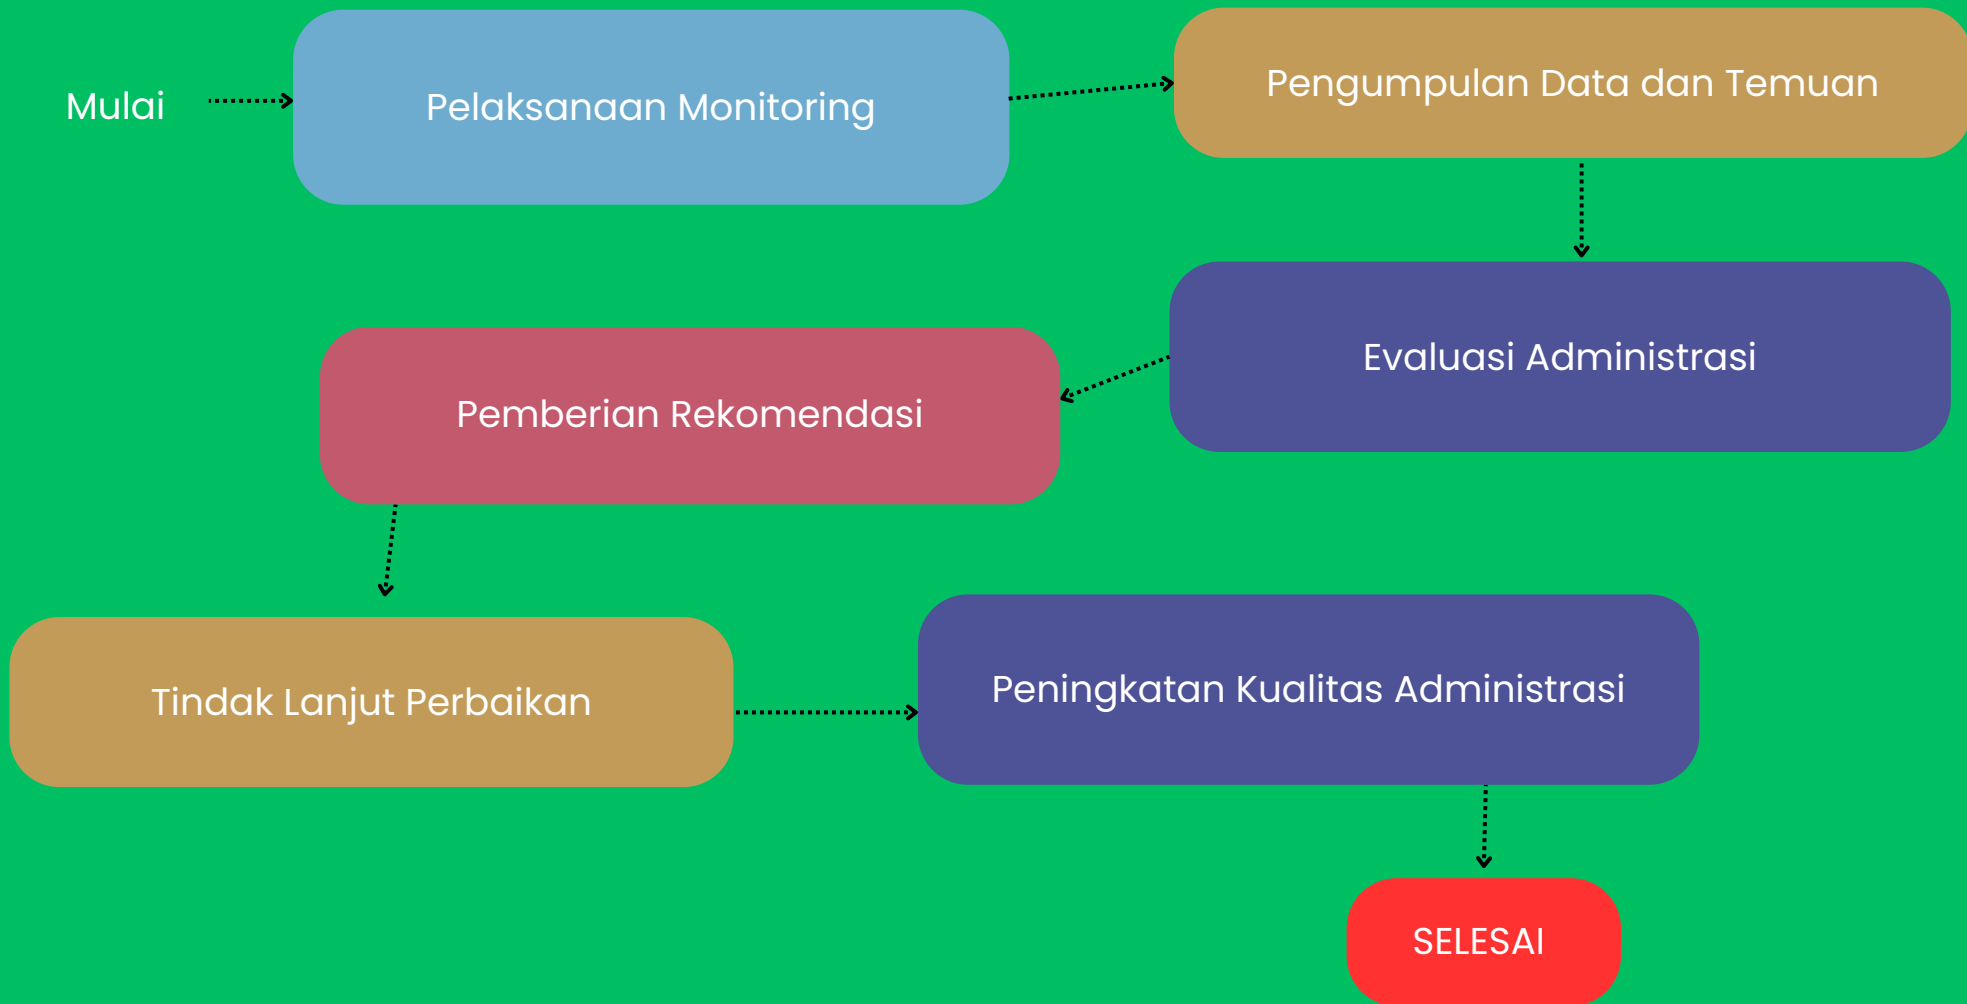 Mulai
Pelaksanaan Monitoring
Pengumpulan Data dan Temuan
Evaluasi Administrasi
Pemberian Rekomendasi
Tindak Lanjut Perbaikan
Peningkatan Kualitas Administrasi
SELESAI